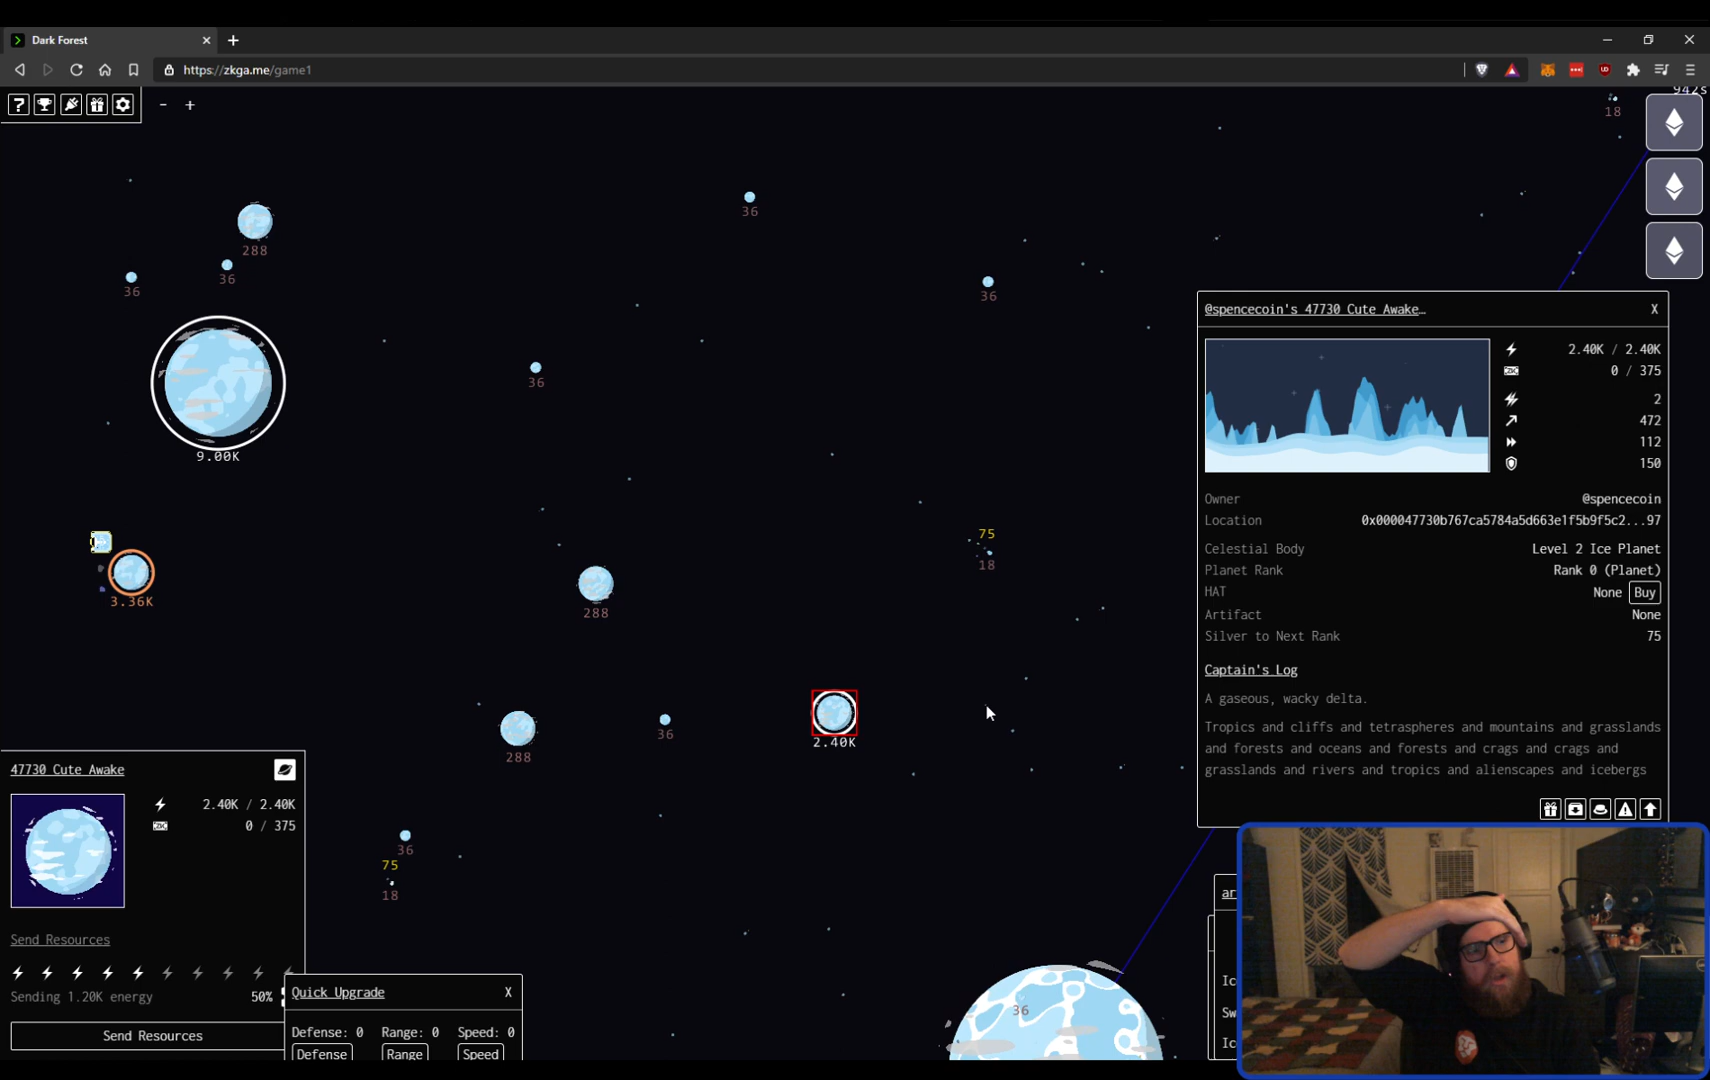 Dark Forest
https://zkga.me/game1
942s
18
36
288
36
36
36
36
9.00K
@spencecoin's 47730 Cute Awake…
X
2.40K / 2.40K
0 / 375
2
472
112
150
Owner @spencecoin
Location 0x000047730b767ca5784a5d663e1f5b9f5c2...97
Celestial Body Level 2 Ice Planet
Planet Rank Rank 0 (Planet)
HAT None Buy
Artifact None
Silver to Next Rank 75
Captain's Log
A gaseous, wacky delta.
Tropics and cliffs and tetraspheres and mountains and grasslands
and forests and oceans and forests and crags and crags and
grasslands and rivers and tropics and alienscapes and icebergs
75
18
3.36K
288
288
36
2.40K
36
75
18
47730 Cute Awake
2.40K / 2.40K
0 / 375
Send Resources
Sending 1.20K energy 50%
Send Resources
Quick Upgrade X
Defense: 0 Range: 0 Speed: 0
Defense Range Speed
36
ar
Ic
Sw
Ic